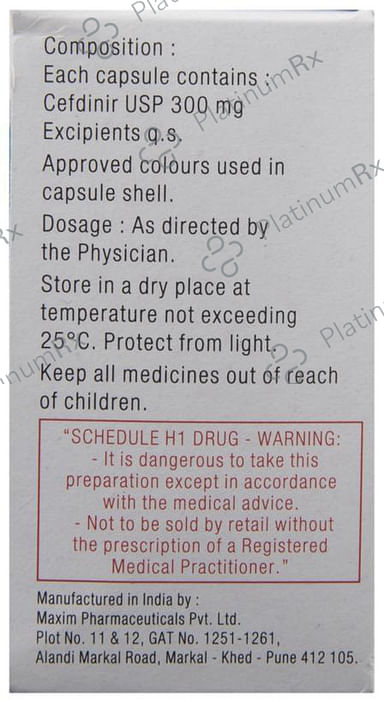 Composition :
Each capsule contains :
Cefdinir USP 300 mg
Excipients q.s.
Approved colours used in
capsule shell.
Dosage : As directed by
the Physician.
Store in a dry place at
temperature not exceeding
25°C. Protect from light.
Keep all medicines out of reach
of children.
"SCHEDULE H1 DRUG - WARNING:
- It is dangerous to take this
preparation except in accordance
with the medical advice.
- Not to be sold by retail without
the prescription of a Registered
Medical Practitioner."
Manufactured in India by :
Maxim Pharmaceuticals Pvt. Ltd.
Plot No. 11 & 12, GAT No. 1251-1261,
Alandi Markal Road, Markal - Khed - Pune 412 105.
PlatinumRx
PlatinumRx